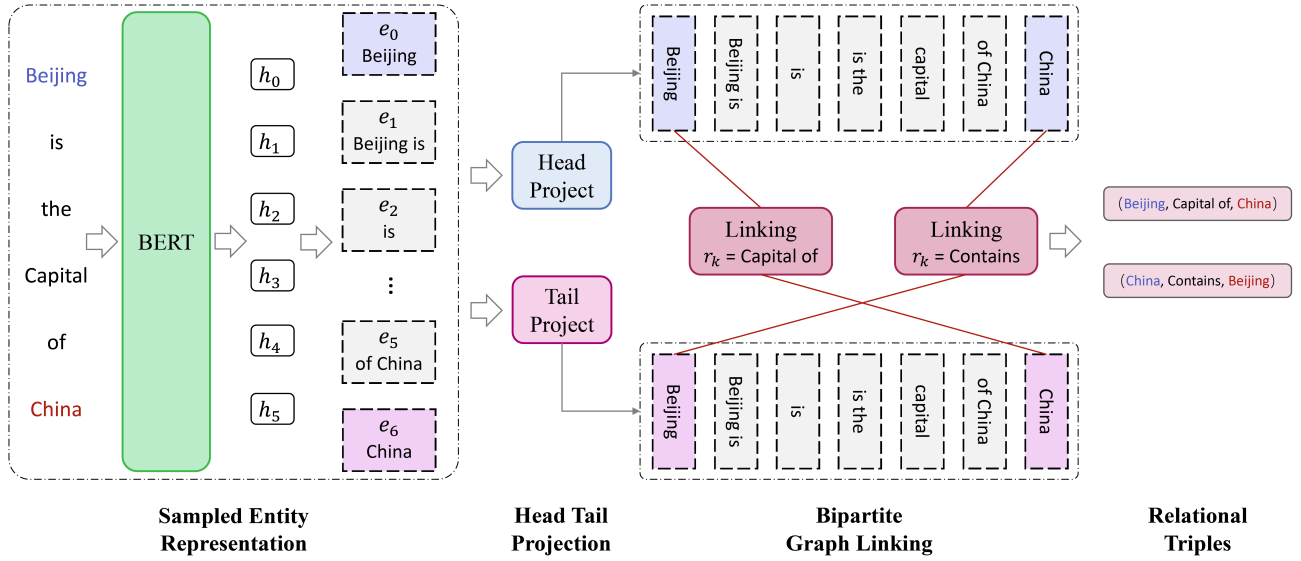 Beijing
is
the
Capital
of
China
BERT
h₀
h₁
h₂
h₃
h₄
h₅
e₀
Beijing
e₁
Beijing is
e₂
is
⋮
e₅
of China
e₆
China
Head
Project
Tail
Project
Beijing
Beijing is
is
is the
capital
of China
China
Linking
rₖ = Capital of
Linking
rₖ = Contains
Beijing
Beijing is
is
is the
capital
of China
China
(Beijing, Capital of, China)
(China, Contains, Beijing)
Sampled Entity
Representation
Head Tail
Projection
Bipartite
Graph Linking
Relational
Triples